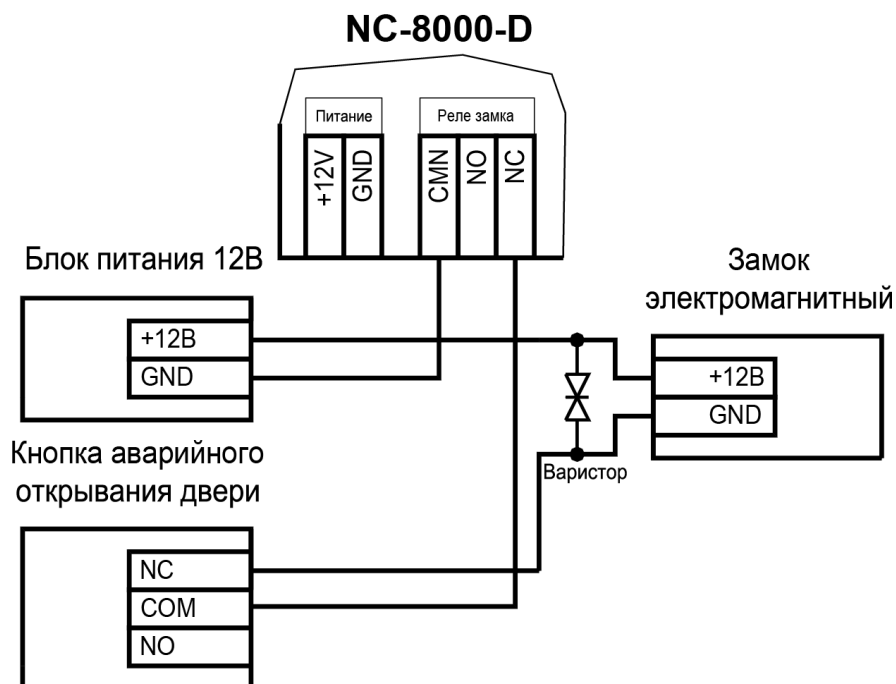 NC-8000-D
Питание
Реле замка
+12V
GND
CMN
NO
NC
Блок питания 12В
+12В
GND
Замок
электромагнитный
+12В
GND
Варистор
Кнопка аварийного
открывания двери
NC
COM
NO